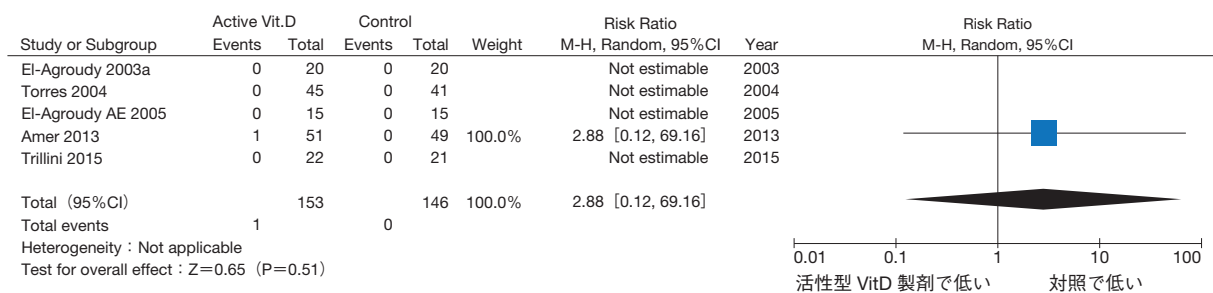 Active Vit.D Control Risk Ratio Risk Ratio
Study or Subgroup Events Total Events Total Weight M-H, Random, 95%CI Year M-H, Random, 95%CI
El-Agroudy 2003a 0 20 0 20 Not estimable 2003
Torres 2004 0 45 0 41 Not estimable 2004
El-Agroudy AE 2005 0 15 0 15 Not estimable 2005
Amer 2013 1 51 0 49 100.0% 2.88［0.12, 69.16］ 2013
Trillini 2015 0 22 0 21 Not estimable 2015
Total（95%CI） 153 146 100.0% 2.88［0.12, 69.16］
Total events 1 0
Heterogeneity：Not applicable
Test for overall effect：Z＝0.65（P＝0.51）
0.01 0.1 1 10 100
活性型 VitD 製剤で低い 対照で低い